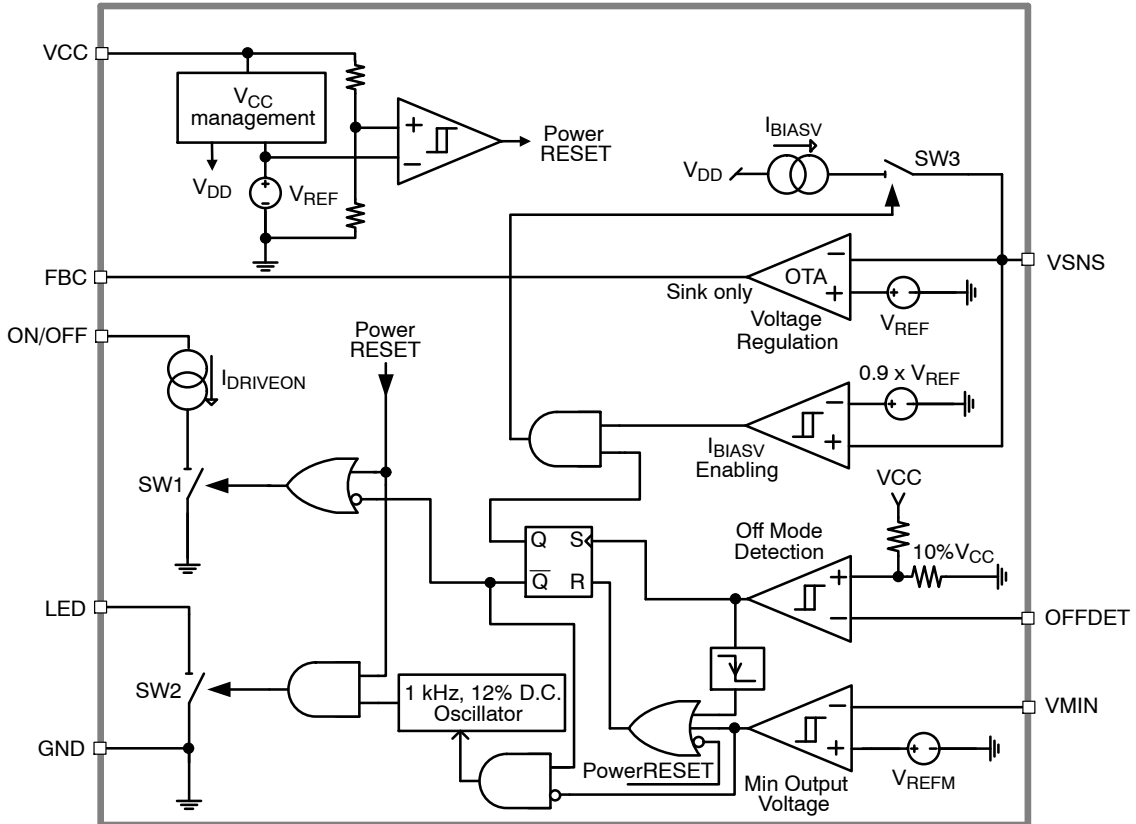 VCC
VCC
management
VDD
VREF
+
−
+
−
Power
RESET
IBIASV
VDD
SW3
FBC
Sink only
OTA
−
+
Voltage
Regulation
VREF
+
-
VSNS
ON/OFF
IDRIVEON
Power
RESET
0.9 x VREF
+
-
−
+
IBIASV
Enabling
SW1
VCC
10%VCC
Off Mode
Detection
+
−
Q
S
Q
R
OFFDET
LED
SW2
1 kHz, 12% D.C.
Oscillator
VMIN
−
+
+
-
VREFM
PowerRESET
Min Output
Voltage
GND